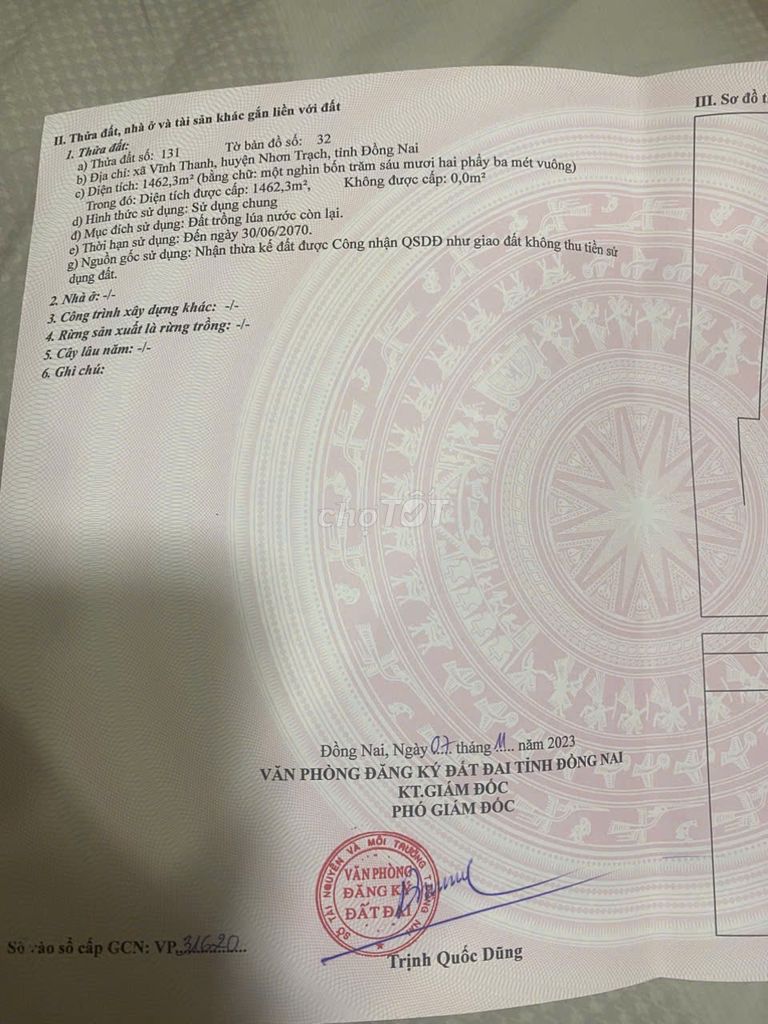 II. Thửa đất, nhà ở và tài sản khác gắn liền với đất
1. Thửa đất:
a) Thửa đất số: 131 Tờ bản đồ số: 32
b) Địa chỉ: xã Vĩnh Thanh, huyện Nhơn Trạch, tỉnh Đồng Nai
c) Diện tích: 1462,3m² (bằng chữ: một nghìn bốn trăm sáu mươi hai phẩy ba mét vuông)
Trong đó: Diện tích được cấp: 1462,3m², Không được cấp: 0,0m²
d) Hình thức sử dụng: Sử dụng chung
đ) Mục đích sử dụng: Đất trồng lúa nước còn lại.
e) Thời hạn sử dụng: Đến ngày 30/06/2070.
g) Nguồn gốc sử dụng: Nhận thừa kế đất được Công nhận QSDĐ như giao đất không thu tiền sử
dụng đất.
2. Nhà ở: -/-
3. Công trình xây dựng khác: -/-
4. Rừng sản xuất là rừng trồng: -/-
5. Cây lâu năm: -/-
6. Ghi chú:
III. Sơ đồ
chợTỐT
Đồng Nai, Ngày 07 tháng 11 năm 2023
VĂN PHÒNG ĐĂNG KÝ ĐẤT ĐAI TỈNH ĐỒNG NAI
KT.GIÁM ĐỐC
PHÓ GIÁM ĐỐC
SỞ TÀI NGUYÊN VÀ MÔI TRƯỜNG
VĂN PHÒNG
ĐĂNG KÝ
ĐẤT ĐAI
Trịnh Quốc Dũng
Số vào sổ cấp GCN: VP.31620